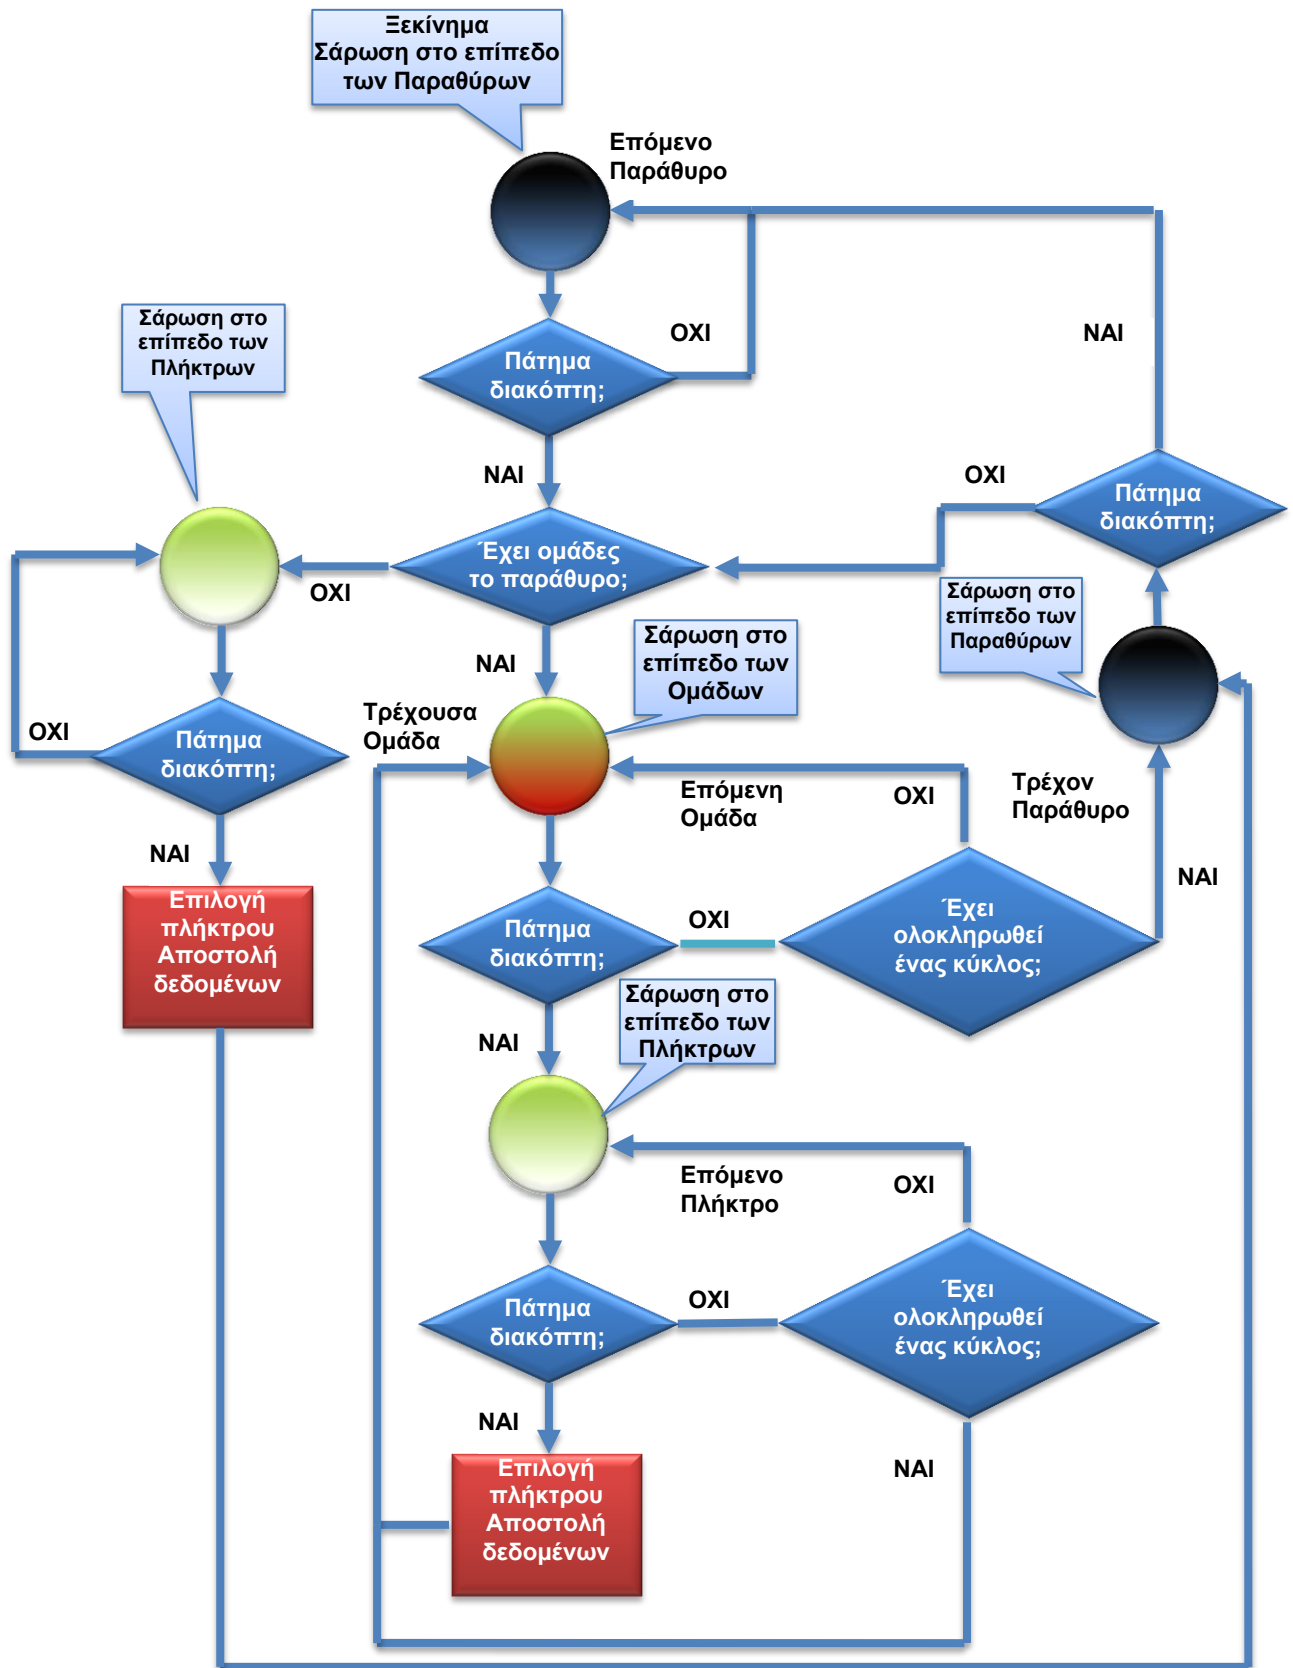 Ξεκίνημα
Σάρωση στο επίπεδο
των Παραθύρων
Επόμενο
Παράθυρο
Σάρωση στο
επίπεδο των
Πλήκτρων
ΟΧΙ
ΝΑΙ
Πάτημα
διακόπτη;
ΝΑΙ
ΟΧΙ
Πάτημα
διακόπτη;
Έχει ομάδες
το παράθυρο;
ΟΧΙ
Σάρωση στο
επίπεδο των
Παραθύρων
ΝΑΙ
Σάρωση στο
επίπεδο των
Ομάδων
Τρέχουσα
Ομάδα
ΟΧΙ
Πάτημα
διακόπτη;
Επόμενη
Ομάδα
ΟΧΙ
Τρέχον
Παράθυρο
ΝΑΙ
ΝΑΙ
Επιλογή
πλήκτρου
Αποστολή
δεδομένων
Πάτημα
διακόπτη;
ΟΧΙ
Έχει
ολοκληρωθεί
ένας κύκλος;
Σάρωση στο
επίπεδο των
Πλήκτρων
ΝΑΙ
Επόμενο
Πλήκτρο
ΟΧΙ
Πάτημα
διακόπτη;
ΟΧΙ
Έχει
ολοκληρωθεί
ένας κύκλος;
ΝΑΙ
ΝΑΙ
Επιλογή
πλήκτρου
Αποστολή
δεδομένων